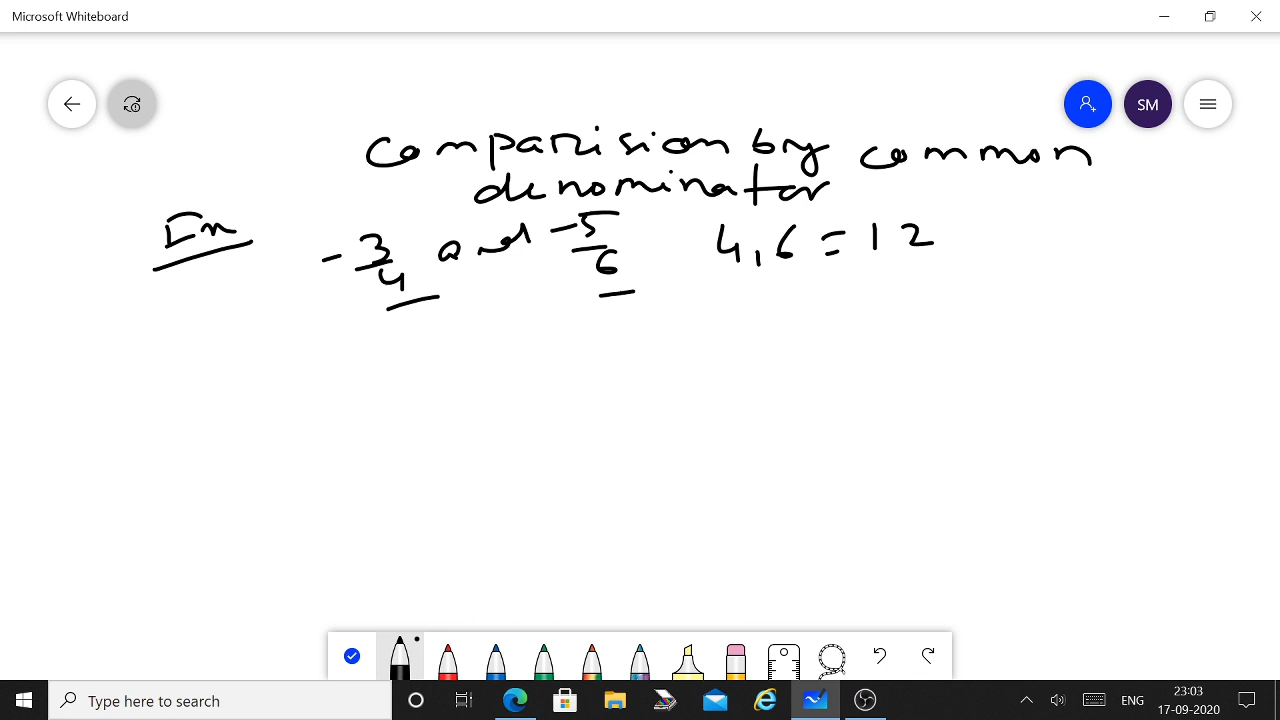 Microsoft Whiteboard
SM
comparision by common
denominator
Ex
-3/4 and -5/6 4,6 = 12
Type here to search
ENG
23:03
17-09-2020